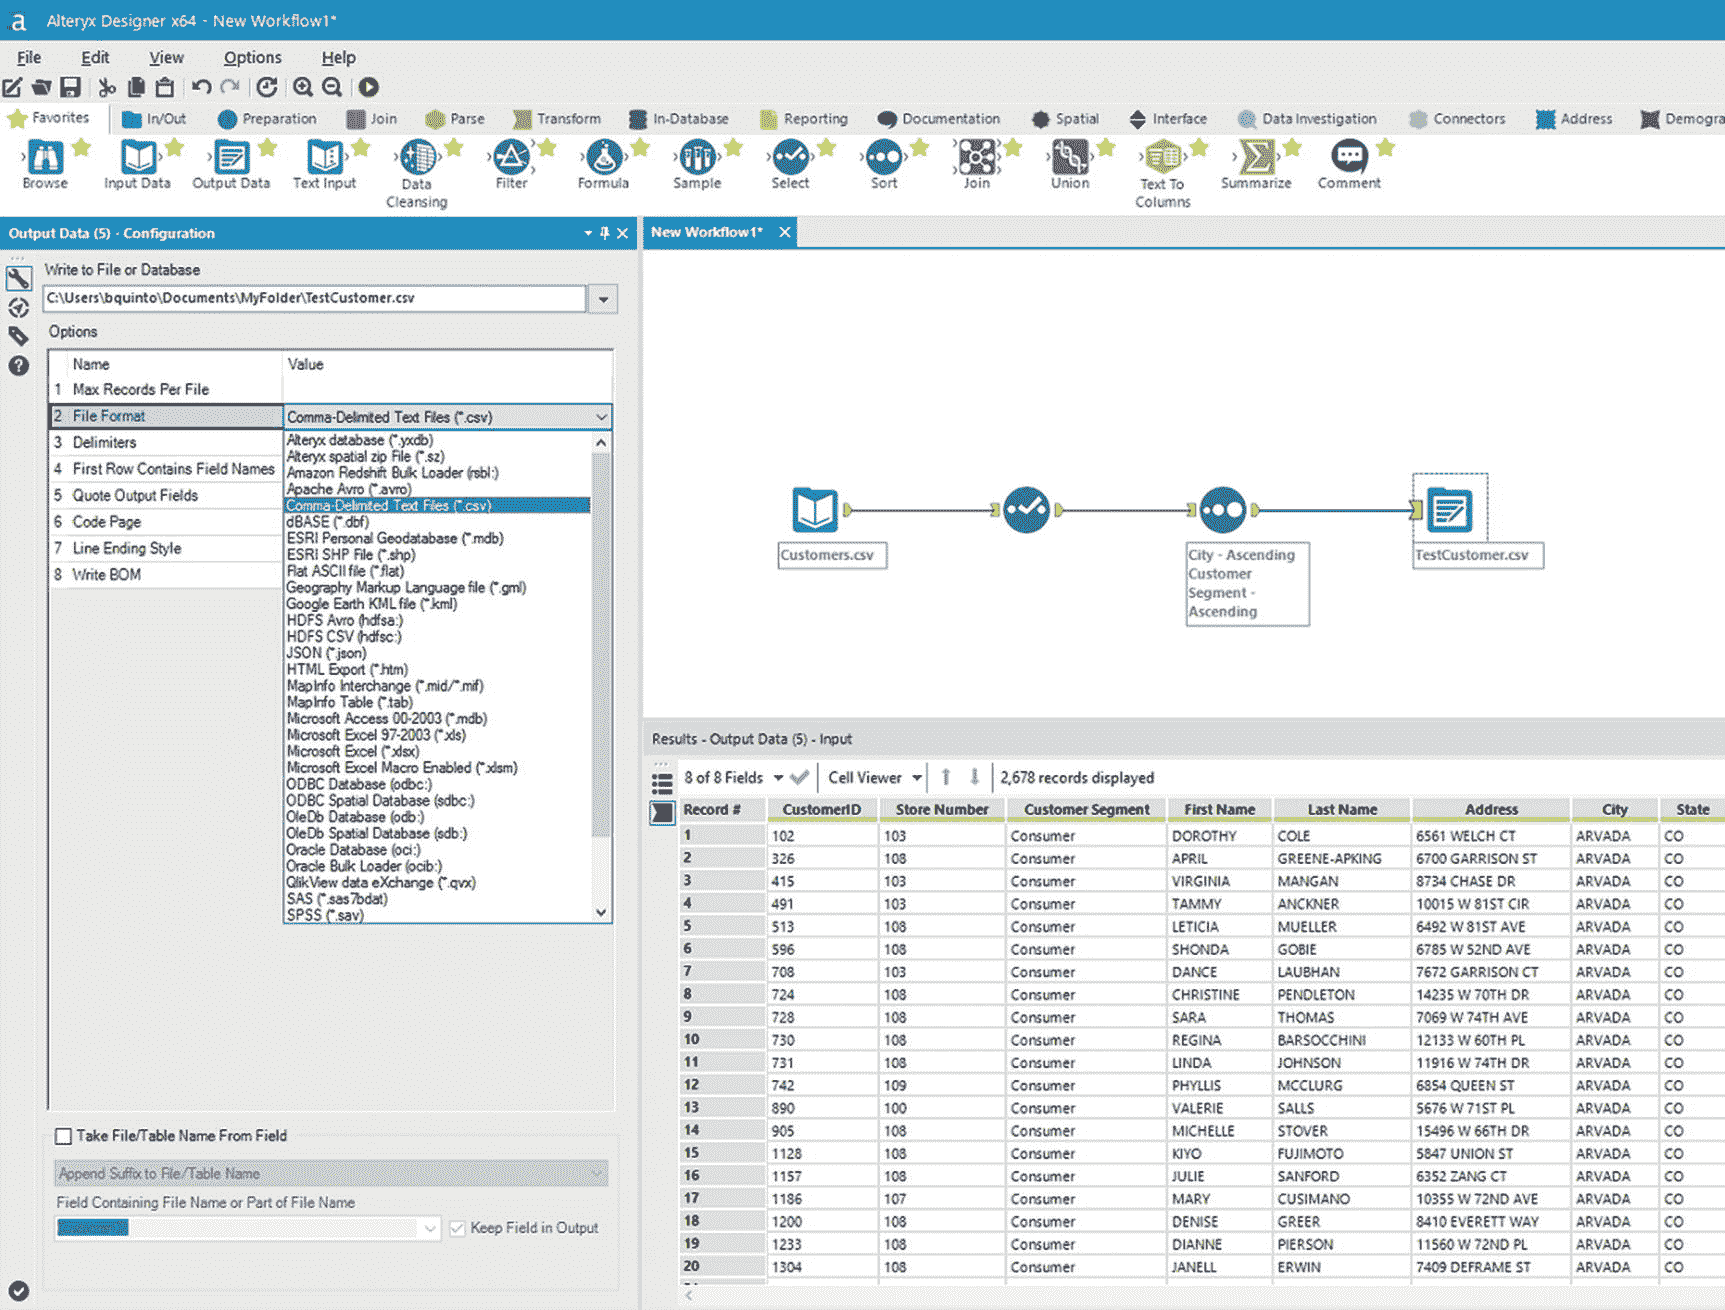 a Alteryx Designer x64 - New Workflow1*
File Edit View Options Help
Favorites In/Out Preparation Join Parse Transform In-Database Reporting Documentation Spatial Interface Data Investigation Connectors Address Demogra
Browse Input Data Output Data Text Input Data Cleansing Filter Formula Sample Select Sort Join Union Text To Columns Summarize Comment
Output Data (5) - Configuration
Write to File or Database
C:\Users\bquinto\Documents\MyFolder\TestCustomer.csv
Options
Name Value
1 Max Records Per File
2 File Format Comma-Delimited Text Files (*.csv)
3 Delimiters
4 First Row Contains Field Names
5 Quote Output Fields
6 Code Page
7 Line Ending Style
8 Write BOM
Alteryx database (*.yxdb)
Alteryx spatial zip File (*.sz)
Amazon Redshift Bulk Loader (rsbl:)
Apache Avro (*.avro)
Comma-Delimited Text Files (*.csv)
dBASE (*.dbf)
ESRI Personal Geodatabase (*.mdb)
ESRI SHP File (*.shp)
Flat ASCII file (*.flat)
Geography Markup Language file (*.gml)
Google Earth KML file (*.kml)
HDFS Avro (hdfsa:)
HDFS CSV (hdfsc:)
JSON (*.json)
HTML Export (*.htm)
MapInfo Interchange (*.mid/*.mif)
MapInfo Table (*.tab)
Microsoft Access 00-2003 (*.mdb)
Microsoft Excel 97-2003 (*.xls)
Microsoft Excel (*.xlsx)
Microsoft Excel Macro Enabled (*.xlsm)
ODBC Database (odbc:)
ODBC Spatial Database (sdbc:)
OleDb Database (odb:)
OleDb Spatial Database (sdb:)
Oracle Database (oci:)
Oracle Bulk Loader (ocib:)
QlikView data eXchange (*.qvx)
SAS (*.sas7bdat)
SPSS (*.sav)
Take File/Table Name From Field
Append Suffix to File/Table Name
Field Containing File Name or Part of File Name
Keep Field in Output
New Workflow1*
Customers.csv
City - Ascending
Customer
Segment -
Ascending
TestCustomer.csv
Results - Output Data (5) - Input
8 of 8 Fields Cell Viewer 2,678 records displayed
Record # CustomerID Store Number Customer Segment First Name Last Name Address City State
1 102 103 Consumer DOROTHY COLE 6561 WELCH CT ARVADA CO
2 326 108 Consumer APRIL GREENE-APKING 6700 GARRISON ST ARVADA CO
3 415 103 Consumer VIRGINIA MANGAN 8734 CHASE DR ARVADA CO
4 491 103 Consumer TAMMY ANCKNER 10015 W 81ST CIR ARVADA CO
5 513 108 Consumer LETICIA MUELLER 6492 W 81ST AVE ARVADA CO
6 596 108 Consumer SHONDA GOBIE 6785 W 52ND AVE ARVADA CO
7 708 103 Consumer DANCE LAUBHAN 7672 GARRISON CT ARVADA CO
8 724 108 Consumer CHRISTINE PENDLETON 14235 W 70TH DR ARVADA CO
9 728 108 Consumer SARA THOMAS 7069 W 74TH AVE ARVADA CO
10 730 108 Consumer REGINA BARSOCCHINI 12133 W 60TH PL ARVADA CO
11 731 108 Consumer LINDA JOHNSON 11916 W 74TH DR ARVADA CO
12 742 109 Consumer PHYLLIS MCCLURG 6854 QUEEN ST ARVADA CO
13 890 100 Consumer VALERIE SALLS 5676 W 71ST PL ARVADA CO
14 905 108 Consumer MICHELLE STOVER 15496 W 66TH DR ARVADA CO
15 1128 108 Consumer KIYO FUJIMOTO 5847 UNION ST ARVADA CO
16 1157 108 Consumer JULIE SANFORD 6352 ZANG CT ARVADA CO
17 1186 107 Consumer MARY CUSIMANO 10355 W 72ND AVE ARVADA CO
18 1200 108 Consumer DENISE GREER 8410 EVERETT WAY ARVADA CO
19 1233 108 Consumer DIANNE PIERSON 11560 W 72ND PL ARVADA CO
20 1304 108 Consumer JANELL ERWIN 7409 DEFRAME ST ARVADA CO